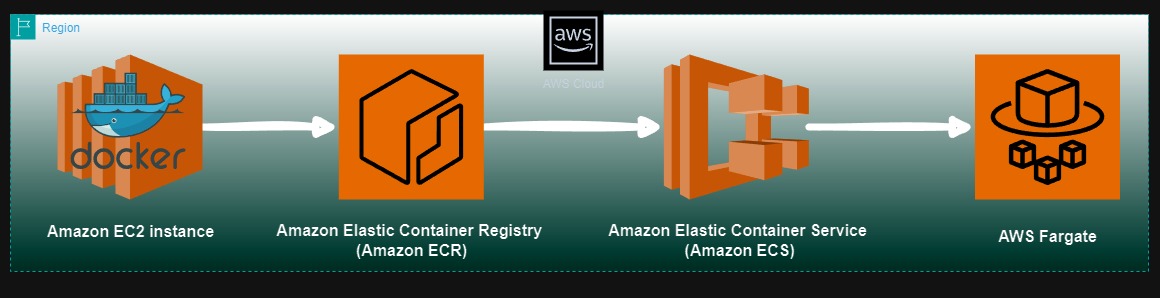 Region
aws
AWS Cloud
docker
Amazon EC2 instance
Amazon Elastic Container Registry
(Amazon ECR)
Amazon Elastic Container Service
(Amazon ECS)
AWS Fargate